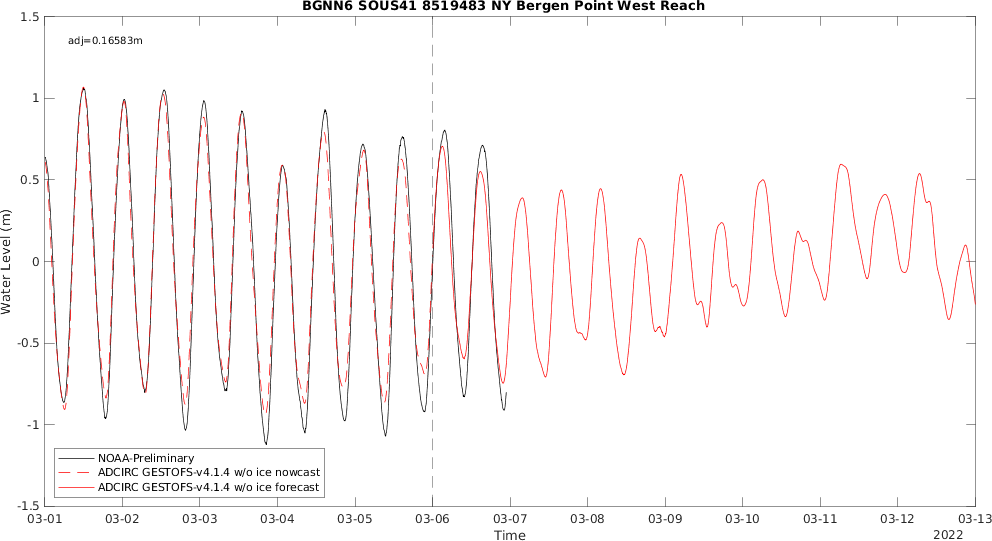 BGNN6 SOUS41 8519483 NY Bergen Point West Reach
adj=0.16583m
1.5
1
0.5
0
-0.5
-1
-1.5
Water Level (m)
NOAA-Preliminary
ADCIRC GESTOFS-v4.1.4 w/o ice nowcast
ADCIRC GESTOFS-v4.1.4 w/o ice forecast
03-01 03-02 03-03 03-04 03-05 03-06 03-07 03-08 03-09 03-10 03-11 03-12 03-13
Time
2022